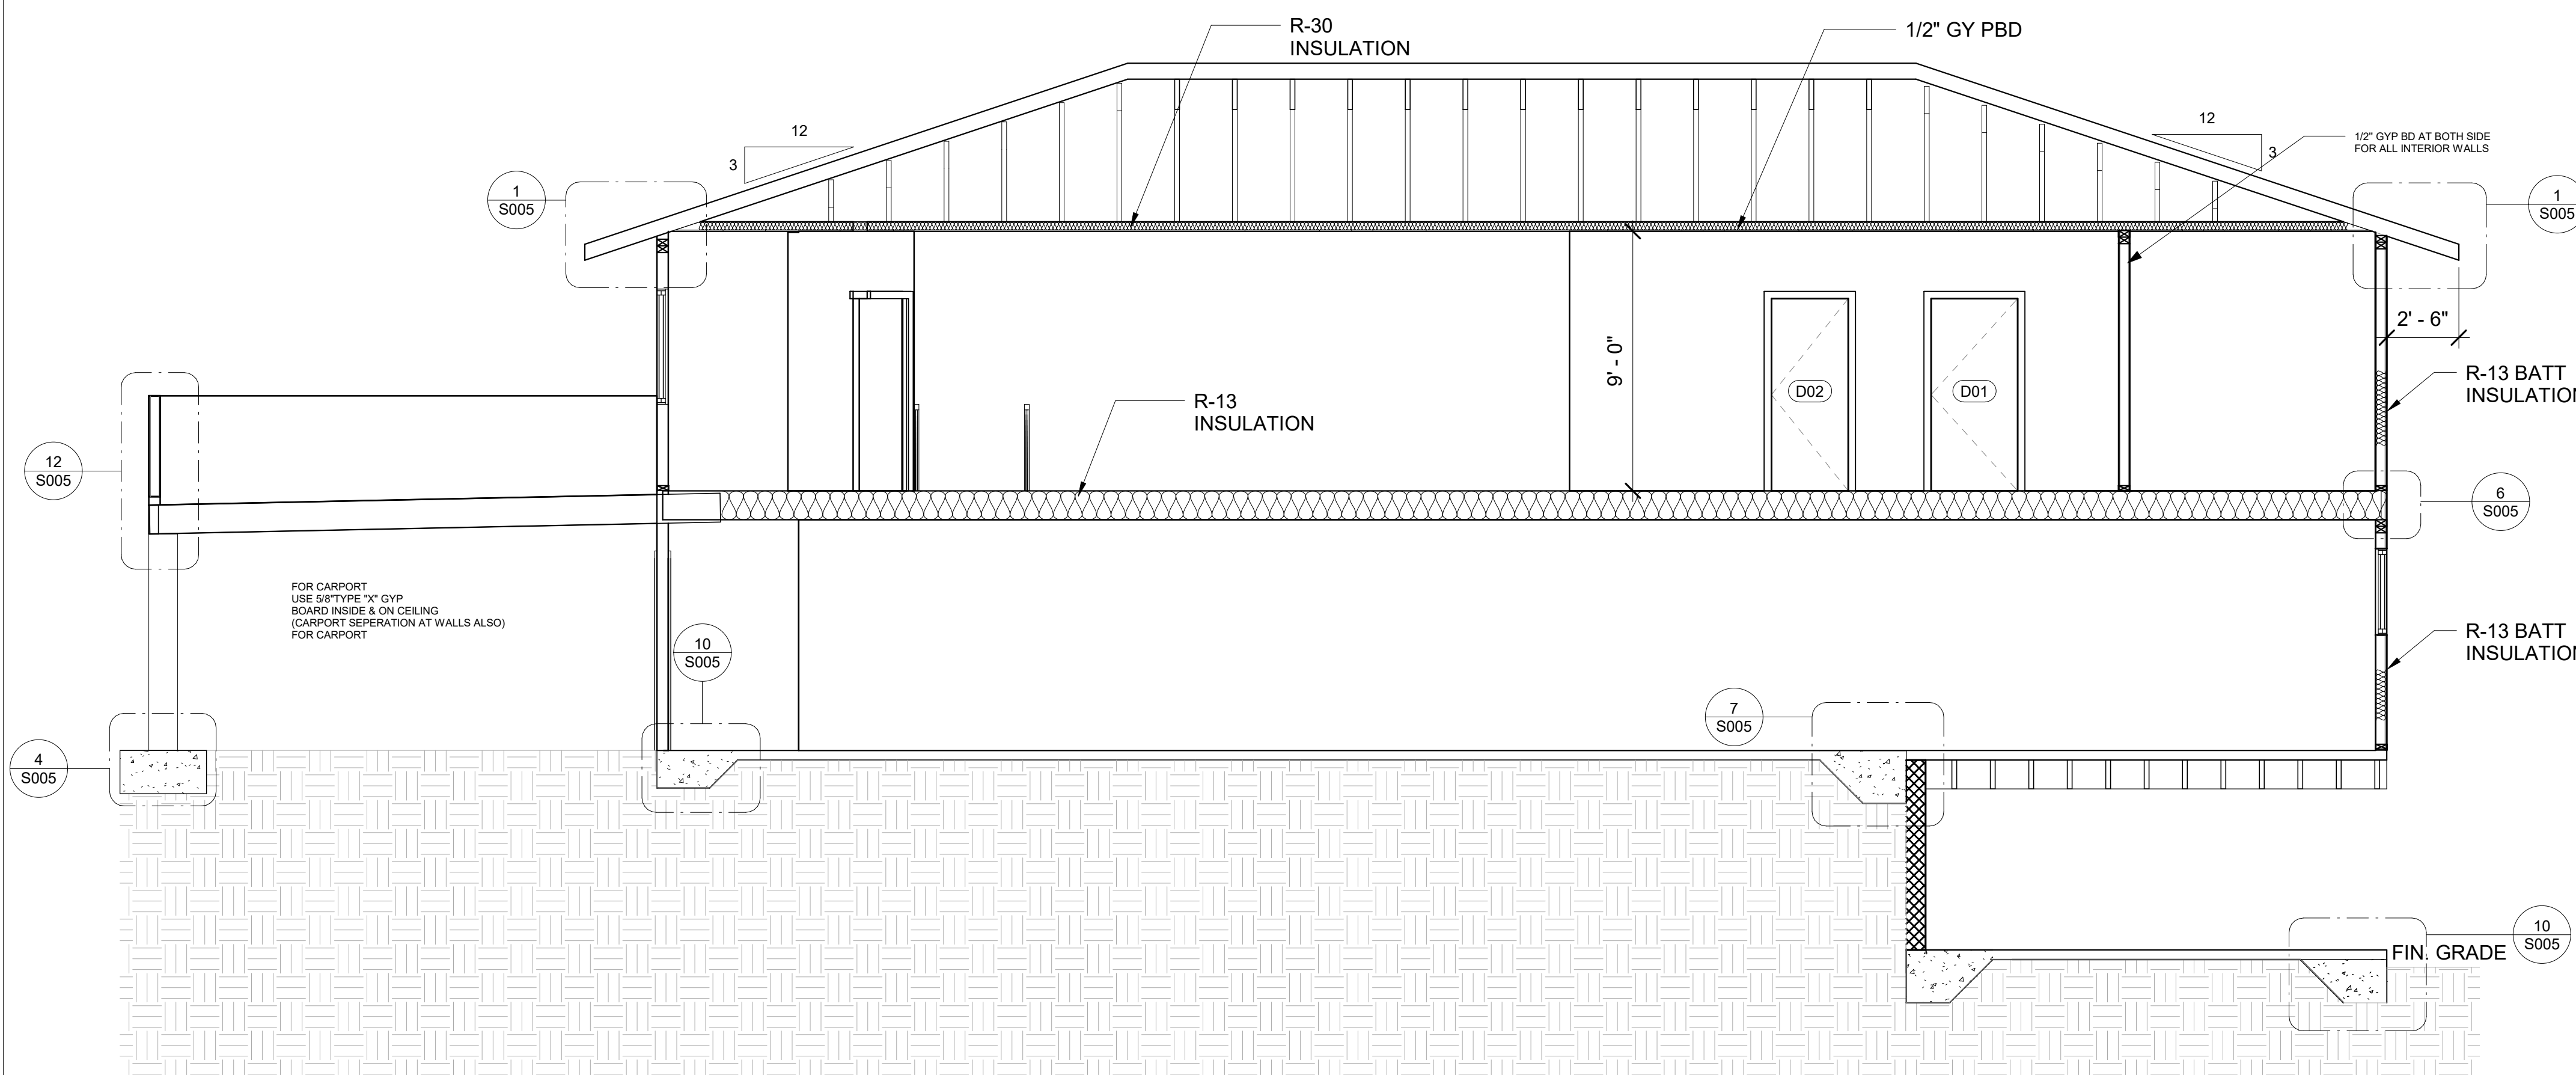 R-30
INSULATION
1/2" GY PBD
12
3
12
3
1/2" GYP BD AT BOTH SIDE
FOR ALL INTERIOR WALLS
1
S005
1
S005
2' - 6"
9' - 0"
R-13
INSULATION
D02
D01
R-13 BATT
INSULATION
12
S005
6
S005
FOR CARPORT
USE 5/8"TYPE "X" GYP
BOARD INSIDE & ON CEILING
(CARPORT SEPERATION AT WALLS ALSO)
FOR CARPORT
10
S005
R-13 BATT
INSULATION
7
S005
4
S005
FIN. GRADE
10
S005